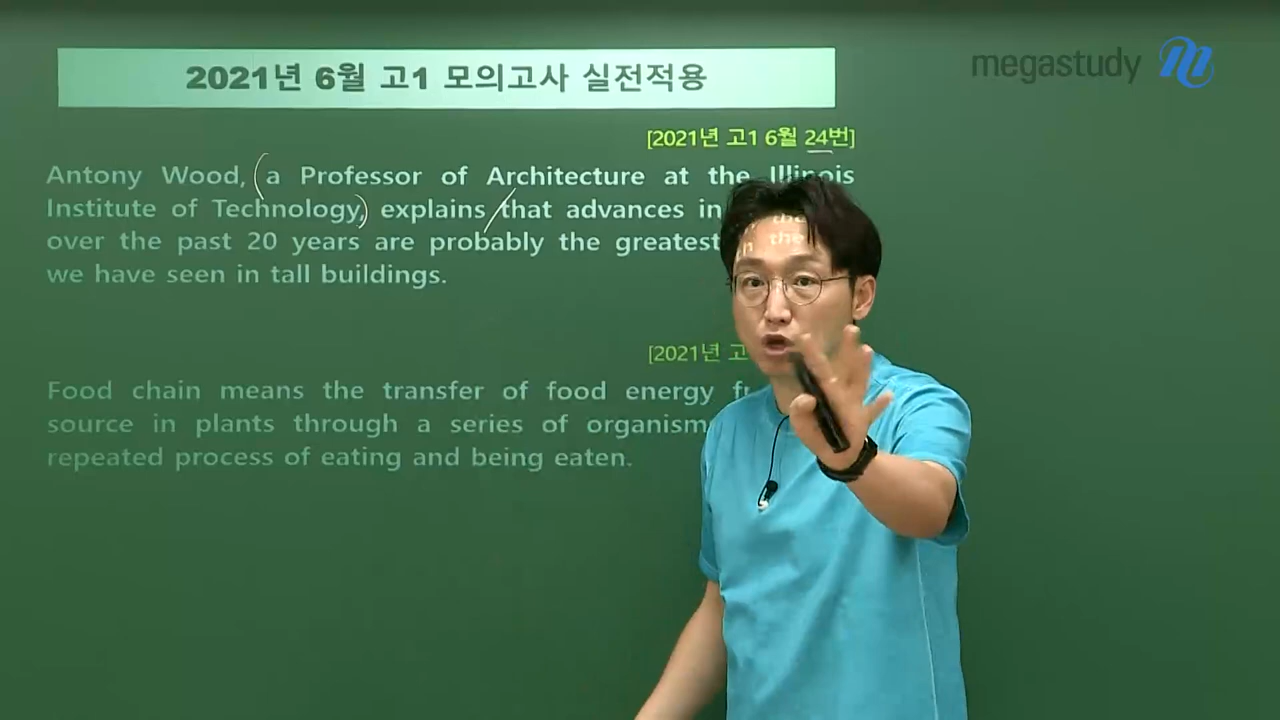 2021년 6월 고1 모의고사 실전적용
megastudy
[2021년 고1 6월 24번]
Antony Wood, a Professor of Architecture at the Illinois
Institute of Technology, explains that advances in the
over the past 20 years are probably the greatest in the
we have seen in tall buildings.
[2021년 고
Food chain means the transfer of food energy
source in plants through a series of
repeated process of eating and being eaten.